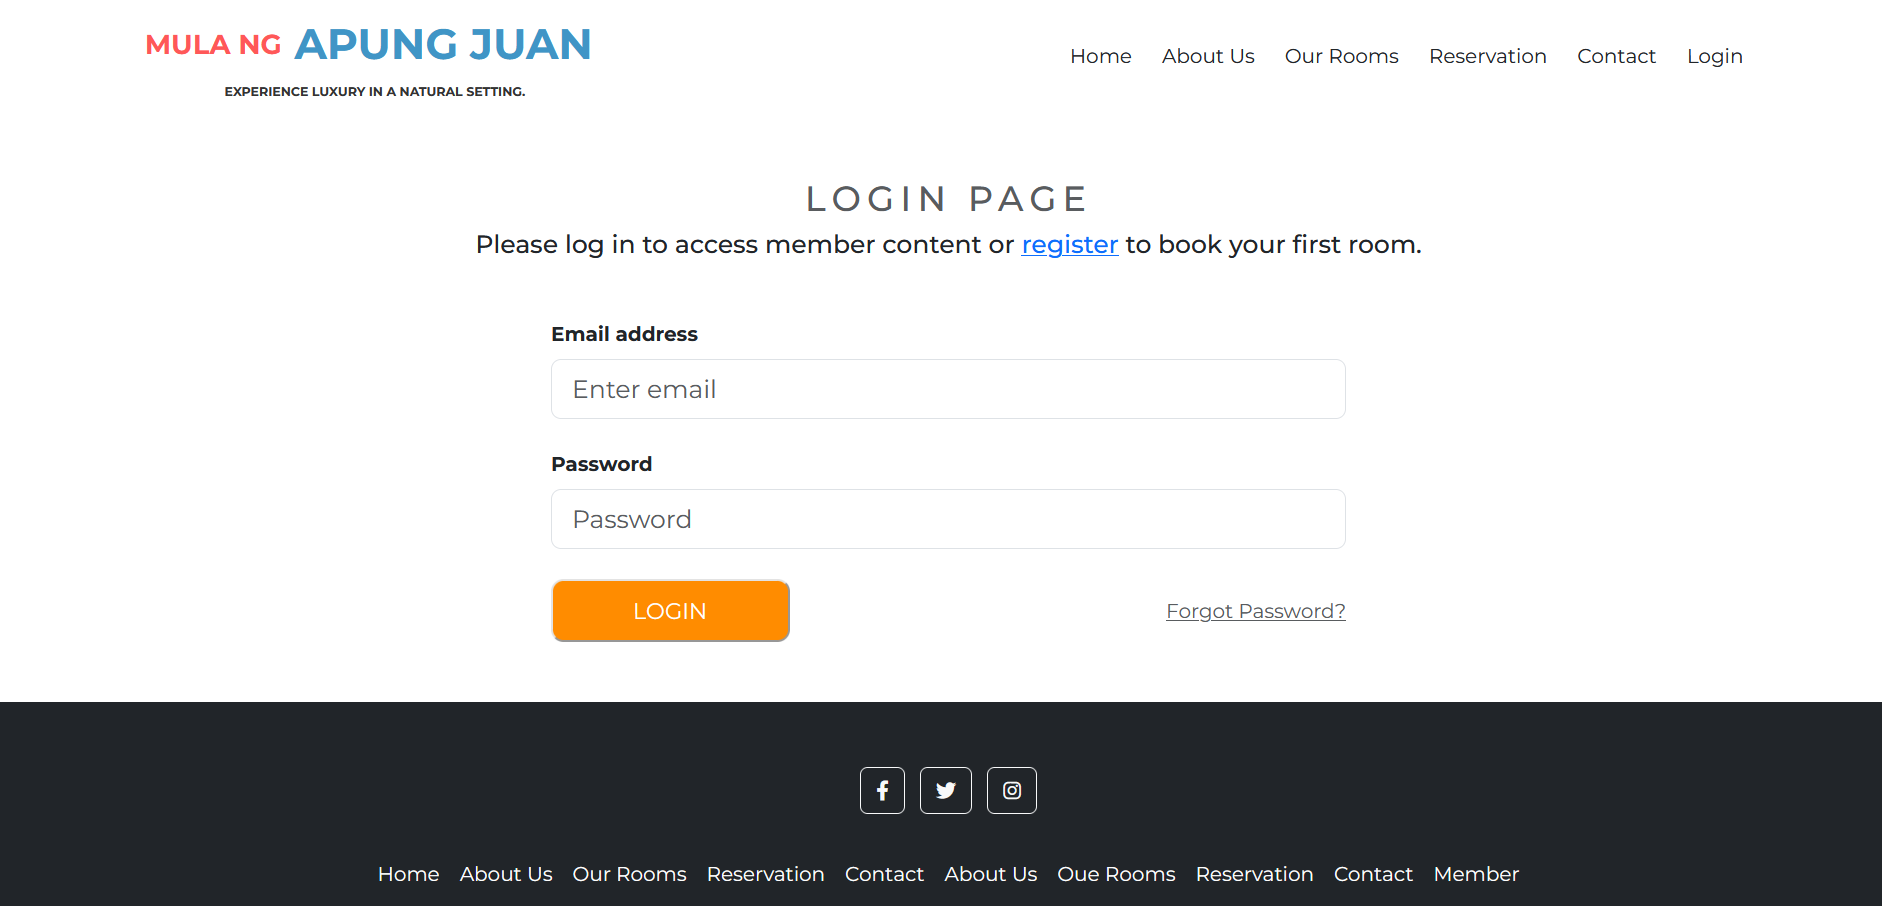 MULA NG APUNG JUAN
EXPERIENCE LUXURY IN A NATURAL SETTING.
Home About Us Our Rooms Reservation Contact Login
LOGIN PAGE
Please log in to access member content or register to book your first room.
Email address
Enter email
Password
Password
LOGIN
Forgot Password?
Home About Us Our Rooms Reservation Contact About Us Oue Rooms Reservation Contact Member